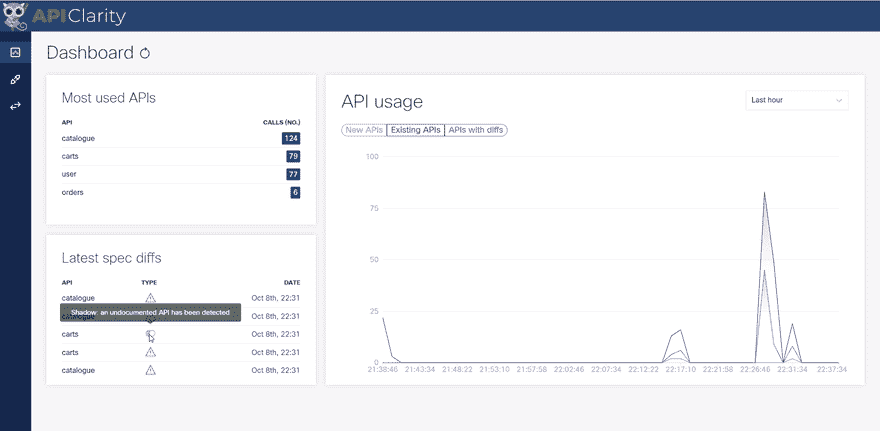 APIClarity
Dashboard
Most used APIs
API CALLS (NO.)
catalogue 124
carts 79
user 77
orders 6
Latest spec diffs
API TYPE DATE
catalogue Oct 8th, 22:31
Shadow: an undocumented API has been detected Oct 8th, 22:31
carts Oct 8th, 22:31
carts Oct 8th, 22:31
catalogue Oct 8th, 22:31
API usage
Last hour
New APIs Existing APIs APIs with diffs
100
75
50
25
0
21:38:46 21:43:34 21:48:22 21:53:10 21:57:58 22:02:46 22:07:34 22:12:22 22:17:10 22:21:58 22:26:46 22:31:34 22:37:34